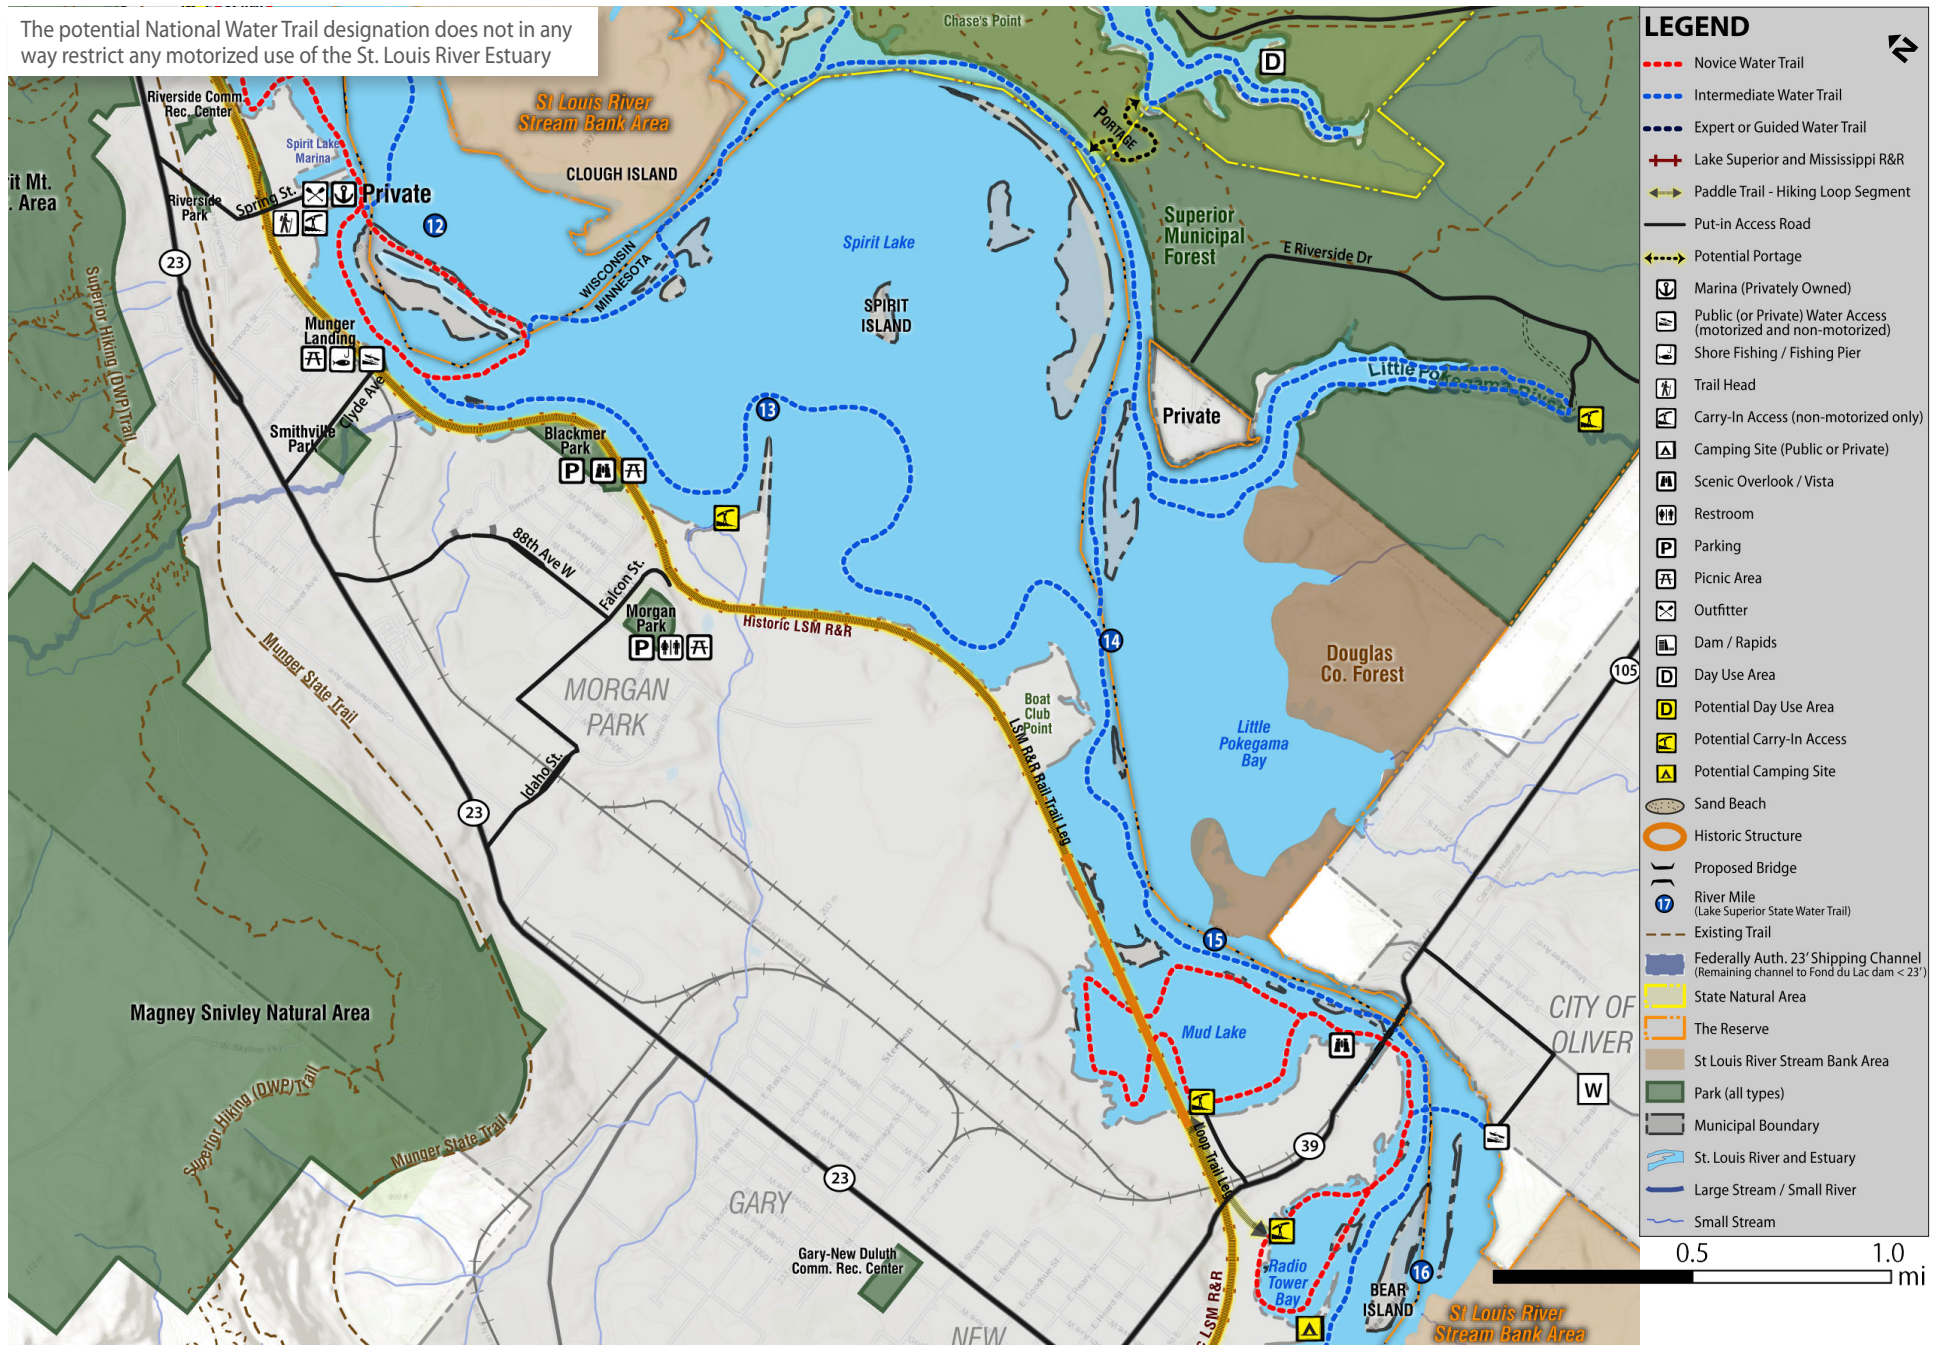 The potential National Water Trail designation does not in any
way restrict any motorized use of the St. Louis River Estuary
Chase's Point
D
LEGEND
N
Novice Water Trail
Intermediate Water Trail
Expert or Guided Water Trail
Lake Superior and Mississippi R&R
Paddle Trail - Hiking Loop Segment
Put-in Access Road
Potential Portage
Marina (Privately Owned)
Public (or Private) Water Access
(motorized and non-motorized)
Shore Fishing / Fishing Pier
Trail Head
Carry-In Access (non-motorized only)
Camping Site (Public or Private)
Scenic Overlook / Vista
Restroom
P
Parking
Picnic Area
Outfitter
Dam / Rapids
D
Day Use Area
D
Potential Day Use Area
Potential Carry-In Access
Potential Camping Site
Sand Beach
Historic Structure
Proposed Bridge
17
River Mile
(Lake Superior State Water Trail)
Existing Trail
Federally Auth. 23' Shipping Channel
(Remaining channel to Fond du Lac dam < 23')
State Natural Area
The Reserve
St Louis River Stream Bank Area
Park (all types)
Municipal Boundary
St. Louis River and Estuary
Large Stream / Small River
Small Stream
0.5
1.0
mi
Riverside Comm.
Rec. Center
Spirit Lake
Marina
St Louis River
Stream Bank Area
CLOUGH ISLAND
PORTAGE
it Mt.
. Area
Riverside
Park
Spring St.
Private
12
23
WISCONSIN
MINNESOTA
Spirit Lake
SPIRIT
ISLAND
Superior
Municipal
Forest
E Riverside Dr
Superior Hiking (DWP) Trail
Munger
Landing
Clyde Ave
Smithville
Park
13
Blackmer
Park
P
Private
Little Pokegama
88th Ave W
Falcon St.
Morgan
Park
P
Historic LSM R&R
14
Douglas
Co. Forest
105
MORGAN
PARK
Munger State Trail
Boat
Club
Point
LSM R&R Rail Trail Leg
Little
Pokegama
Bay
Idaho St.
23
15
Magney Snivley Natural Area
Mud Lake
CITY OF
OLIVER
W
Superior Hiking (DWP) Trail
Munger State Trail
Loop Trail Leg
39
23
GARY
Gary-New Duluth
Comm. Rec. Center
Radio
Tower
Bay
16
BEAR
ISLAND
LSM R&R
NEW
St Louis River
Stream Bank Area